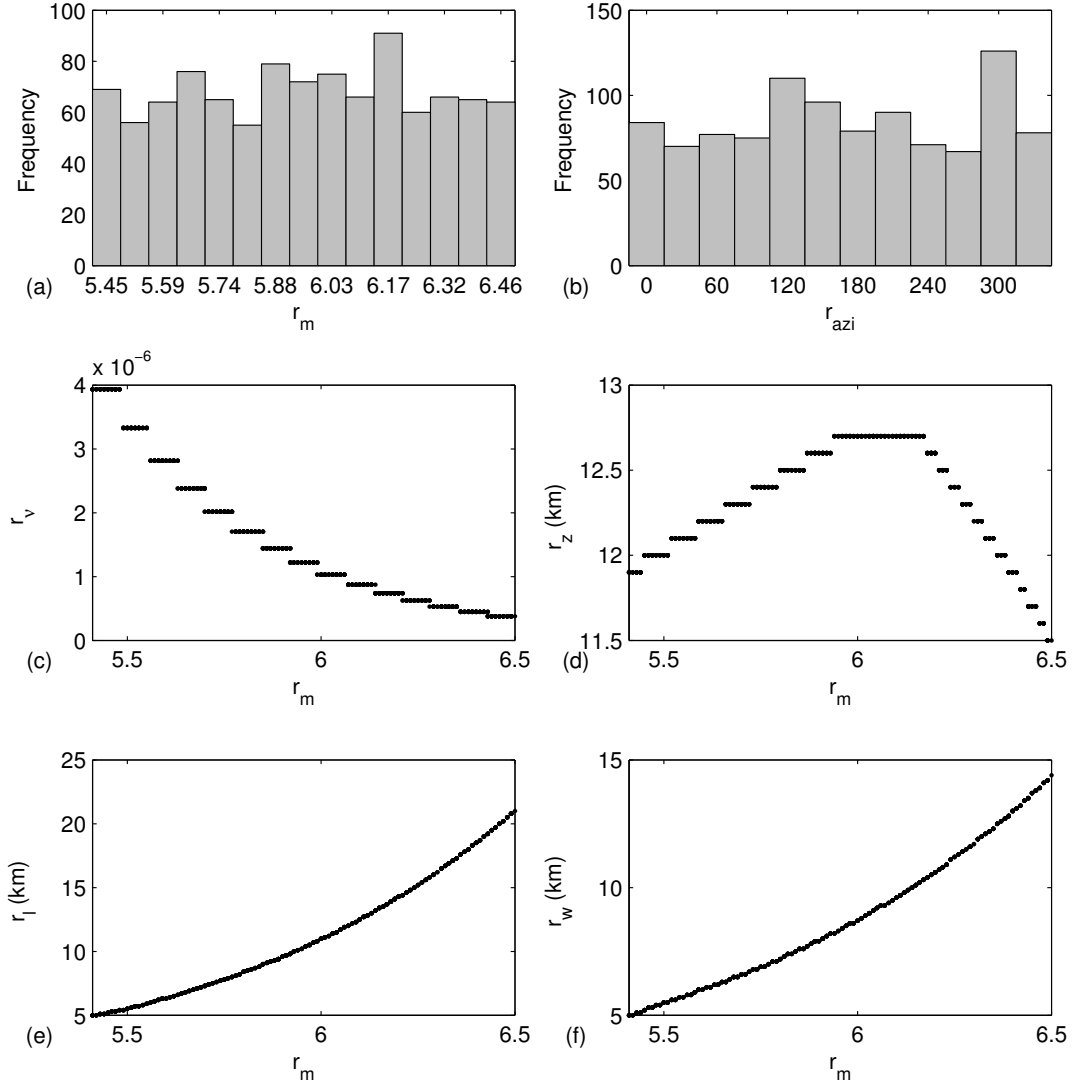 100
80
60
40
20
0
Frequency
5.45 5.59 5.74 5.88 6.03 6.17 6.32 6.46
(a)
r_m
150
100
50
0
Frequency
0 60 120 180 240 300
(b)
r_azi
x 10^−6
4
3
2
1
0
r_ν
5.5 6 6.5
(c)
r_m
13
12.5
12
11.5
r_z (km)
5.5 6 6.5
(d)
r_m
25
20
15
10
5
r_l (km)
5.5 6 6.5
(e)
r_m
15
10
5
r_w (km)
5.5 6 6.5
(f)
r_m